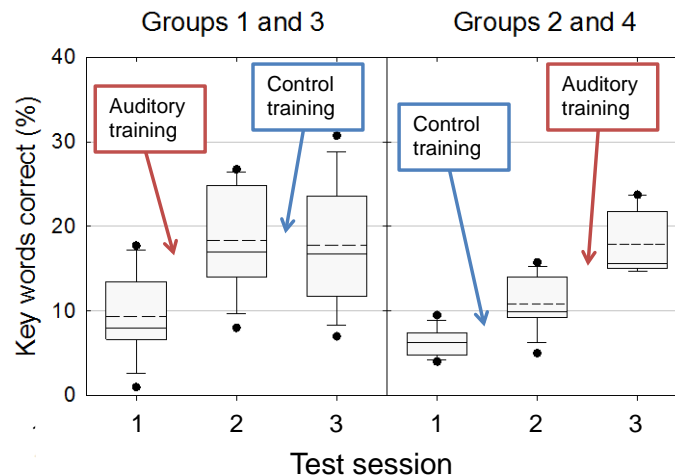 Groups 1 and 3
Groups 2 and 4
Key words correct (%)
40
30
20
10
0
Auditory
training
Control
training
Control
training
Auditory
training
1
2
3
1
2
3
Test session